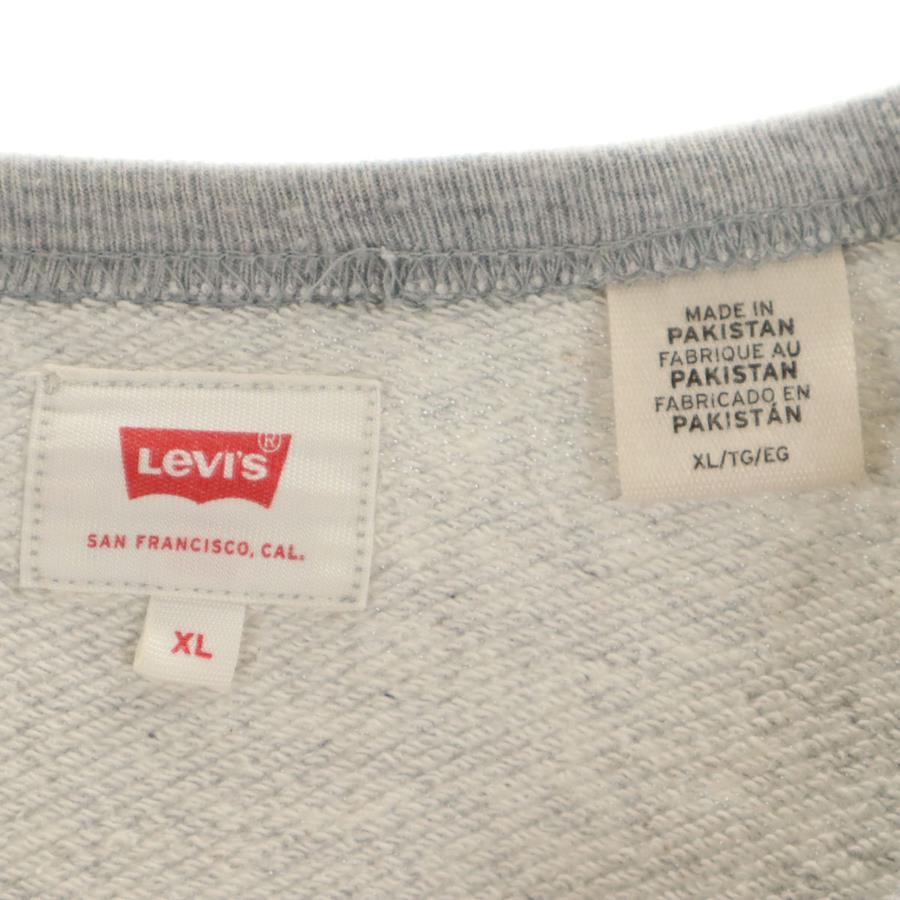 LEVI'S®
SAN FRANCISCO, CAL.
XL
MADE IN
PAKISTAN
FABRIQUE AU
PAKISTAN
FABRICADO EN
PAKISTÁN
XL/TG/EG